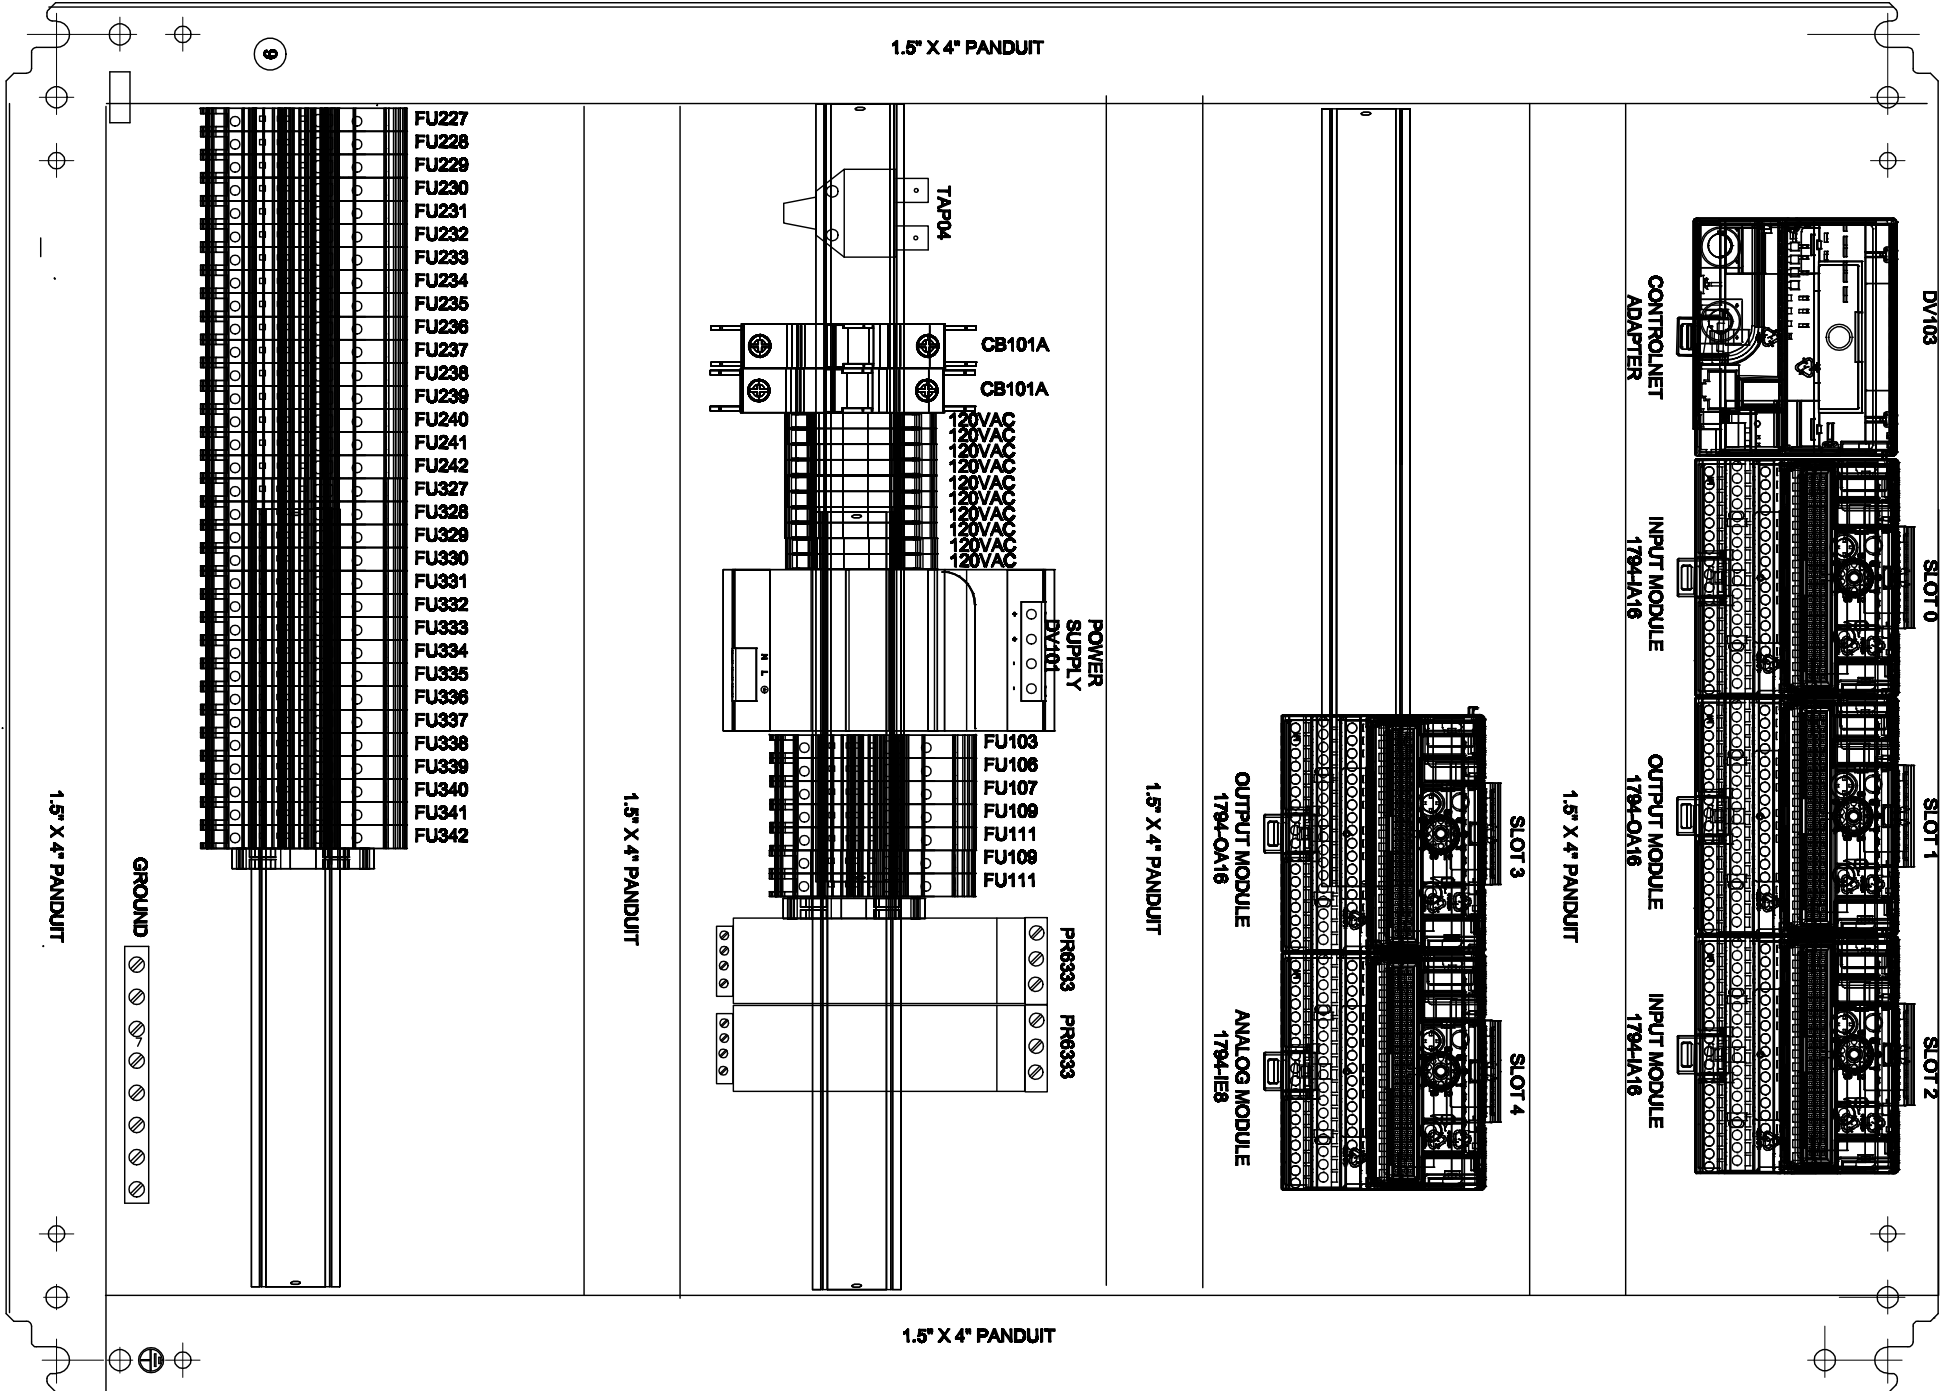 1.5" X 4" PANDUIT
6
FU227
FU228
FU229
FU230
FU231
FU232
FU233
FU234
FU235
FU236
FU237
FU238
FU239
FU240
FU241
FU242
FU327
FU328
FU329
FU330
FU331
FU332
FU333
FU334
FU335
FU336
FU337
FU338
FU339
FU340
FU341
FU342
1.5" X 4" PANDUIT
GROUND
1.5" X 4" PANDUIT
TAP04
CB101A
CB101A
120VAC
120VAC
120VAC
120VAC
120VAC
120VAC
120VAC
120VAC
120VAC
120VAC
POWER
SUPPLY
DV101
N L
+ + - -
FU103
FU106
FU107
FU109
FU111
FU109
FU111
PR6333
PR6333
1.5" X 4" PANDUIT
SLOT 3
OUTPUT MODULE
1794-OA16
SLOT 4
ANALOG MODULE
1794-IE8
1.5" X 4" PANDUIT
DV103
CONTROLNET
ADAPTER
SLOT 0
INPUT MODULE
1794-IA16
SLOT 1
OUTPUT MODULE
1794-OA16
SLOT 2
INPUT MODULE
1794-IA16
1.5" X 4" PANDUIT